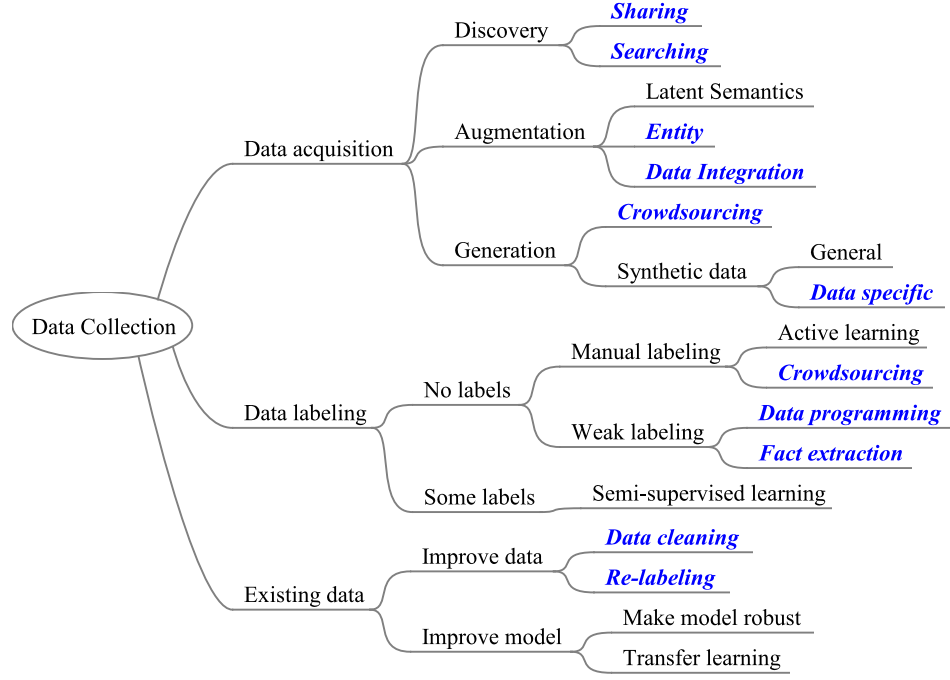 Sharing
Discovery
Searching
Latent Semantics
Augmentation
Entity
Data acquisition
Data Integration
Crowdsourcing
Generation
General
Synthetic data
Data specific
Data Collection
Active learning
Manual labeling
Crowdsourcing
No labels
Data labeling
Data programming
Weak labeling
Fact extraction
Some labels
Semi-supervised learning
Data cleaning
Improve data
Re-labeling
Existing data
Make model robust
Improve model
Transfer learning